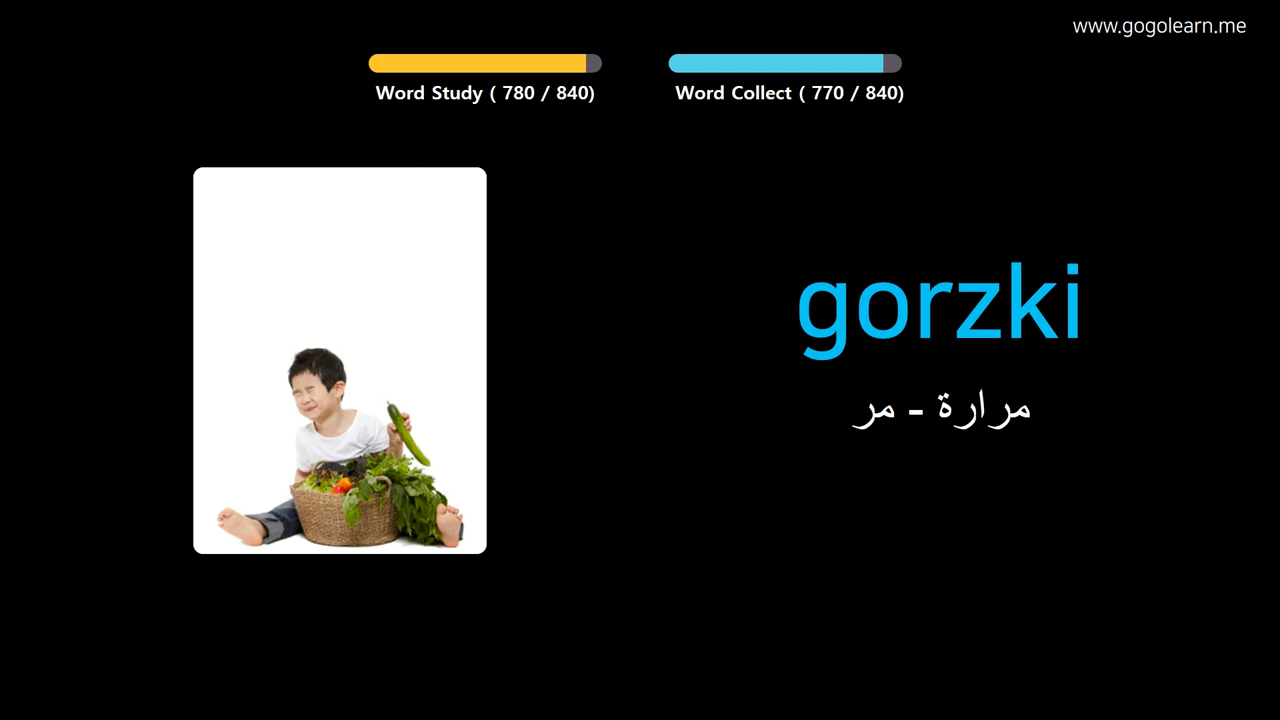 www.gogolearn.me
Word Study ( 780 / 840)
Word Collect ( 770 / 840)
gorzki
مرارة - مر